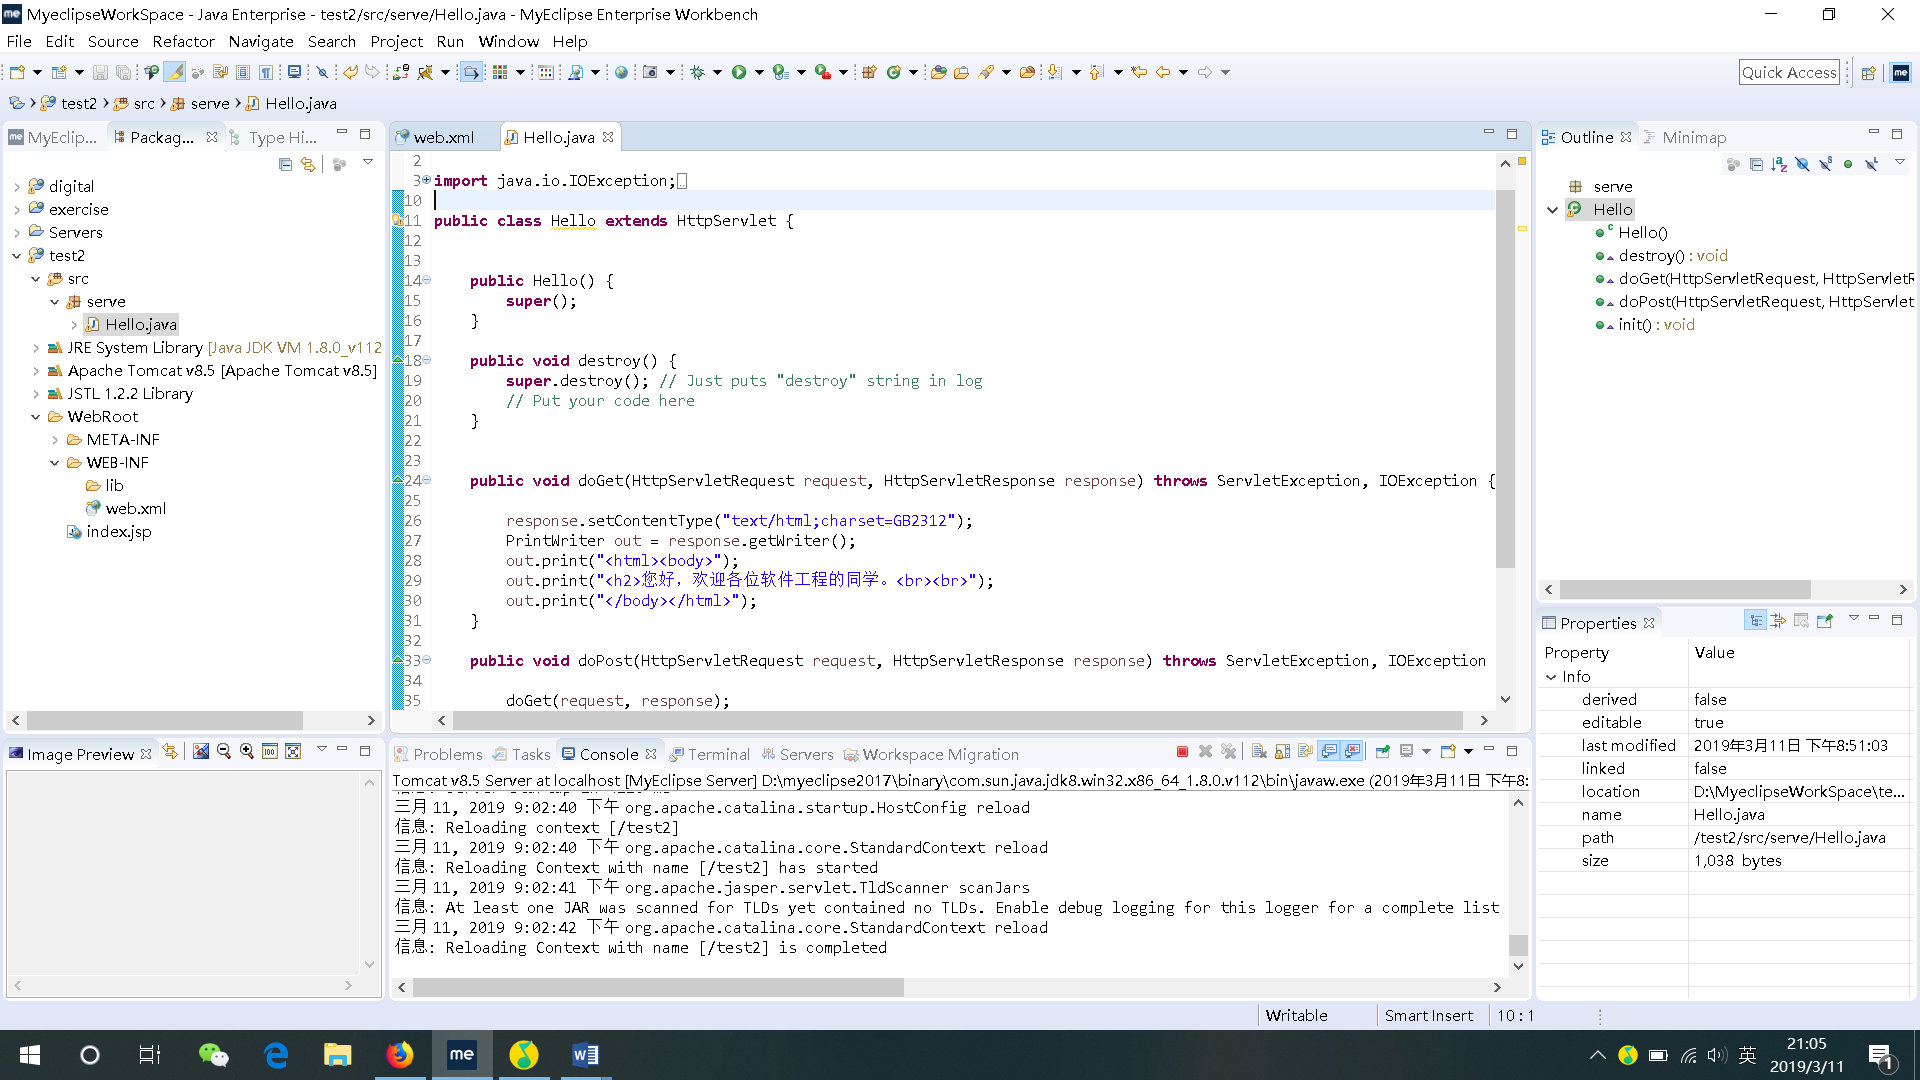 MyeclipseWorkSpace - Java Enterprise - test2/src/serve/Hello.java - MyEclipse Enterprise Workbench
File Edit Source Refactor Navigate Search Project Run Window Help
Quick Access
test2 src serve Hello.java
MyEclip... Packag... Type Hi...
digital
exercise
Servers
test2
src
serve
Hello.java
JRE System Library [Java JDK VM 1.8.0_v112
Apache Tomcat v8.5 [Apache Tomcat v8.5]
JSTL 1.2.2 Library
WebRoot
META-INF
WEB-INF
lib
web.xml
index.jsp
web.xml Hello.java
2
3 import java.io.IOException;
10
11 public class Hello extends HttpServlet {
12
13
14 public Hello() {
15 super();
16 }
17
18 public void destroy() {
19 super.destroy(); // Just puts "destroy" string in log
20 // Put your code here
21 }
22
23
24 public void doGet(HttpServletRequest request, HttpServletResponse response) throws ServletException, IOException {
25
26 response.setContentType("text/html;charset=GB2312");
27 PrintWriter out = response.getWriter();
28 out.print("<html><body>");
29 out.print("<h2>您好，欢迎各位软件工程的同学。<br><br>");
30 out.print("</body></html>");
31 }
32
33 public void doPost(HttpServletRequest request, HttpServletResponse response) throws ServletException, IOException
34
35 doGet(request, response);
Outline Minimap
serve
Hello
Hello()
destroy() : void
doGet(HttpServletRequest, HttpServletR
doPost(HttpServletRequest, HttpServlet
init() : void
Properties
Property Value
Info
derived false
editable true
last modified 2019年3月11日 下午8:51:03
linked false
location D:\MyeclipseWorkSpace\te...
name Hello.java
path /test2/src/serve/Hello.java
size 1,038 bytes
Image Preview
Problems Tasks Console Terminal Servers Workspace Migration
Tomcat v8.5 Server at localhost [MyEclipse Server] D:\myeclipse2017\binary\com.sun.java.jdk8.win32.x86_64_1.8.0.v112\bin\javaw.exe (2019年3月11日 下午8:
三月 11, 2019 9:02:40 下午 org.apache.catalina.startup.HostConfig reload
信息: Reloading context [/test2]
三月 11, 2019 9:02:40 下午 org.apache.catalina.core.StandardContext reload
信息: Reloading Context with name [/test2] has started
三月 11, 2019 9:02:41 下午 org.apache.jasper.servlet.TldScanner scanJars
信息: At least one JAR was scanned for TLDs yet contained no TLDs. Enable debug logging for this logger for a complete list
三月 11, 2019 9:02:42 下午 org.apache.catalina.core.StandardContext reload
信息: Reloading Context with name [/test2] is completed
Writable Smart Insert 10 : 1
me
英
21:05
2019/3/11
1